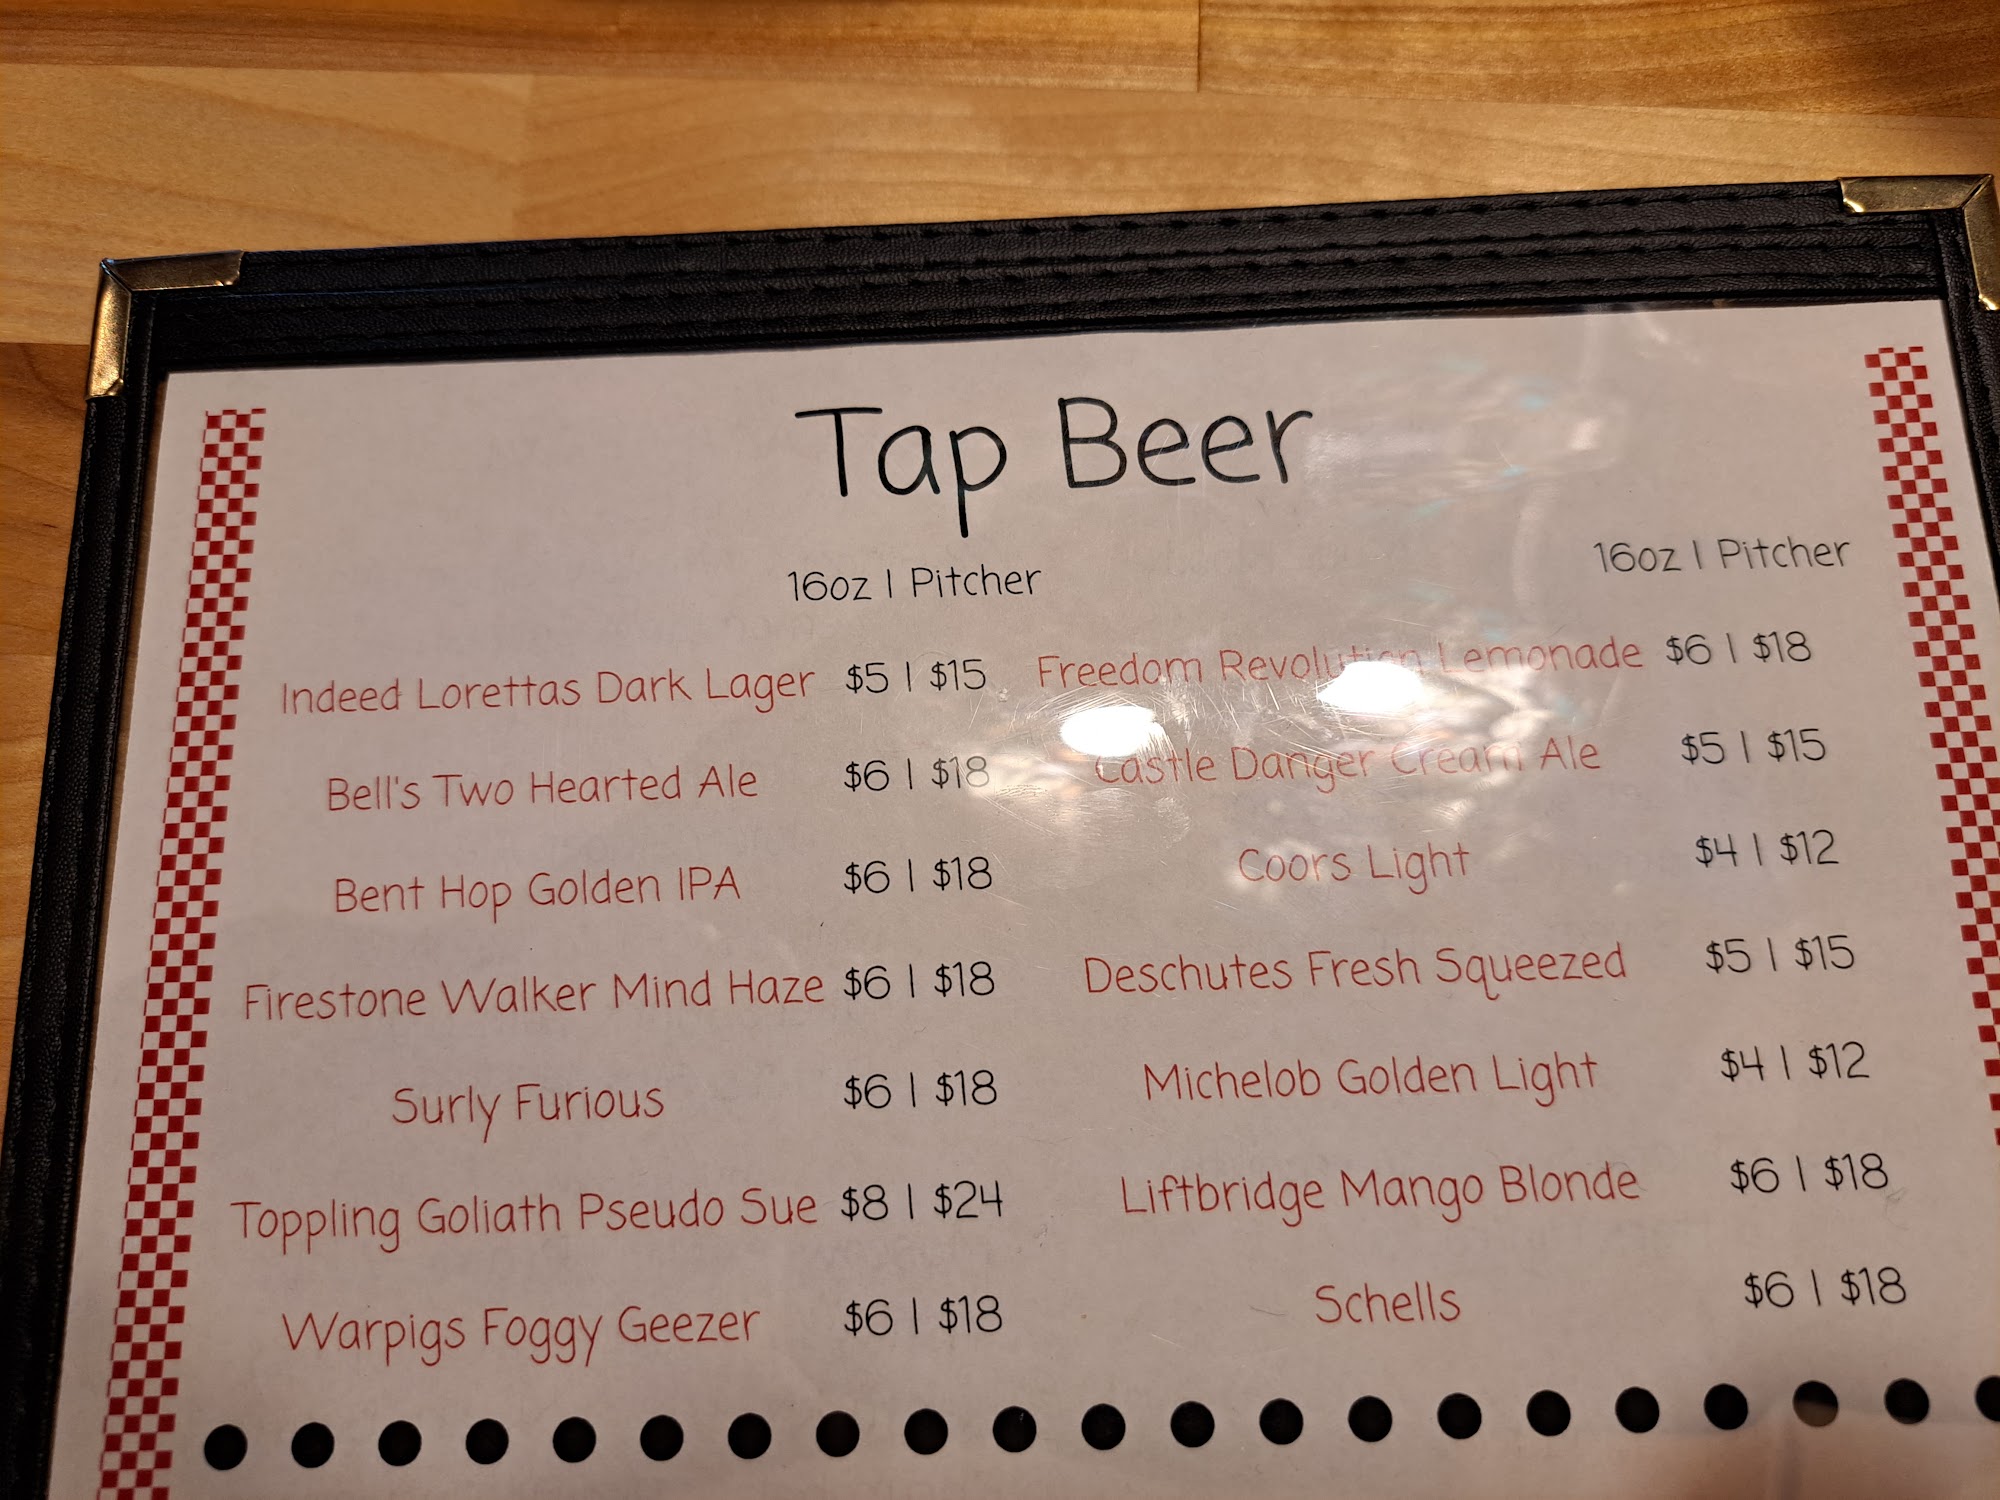 Tap Beer
16oz | Pitcher
Indeed Lorettas Dark Lager $5 | $15
Bell's Two Hearted Ale $6 | $18
Bent Hop Golden IPA $6 | $18
Firestone Walker Mind Haze $6 | $18
Surly Furious $6 | $18
Toppling Goliath Pseudo Sue $8 | $24
Warpigs Foggy Geezer $6 | $18
16oz | Pitcher
Freedom Revolution Lemonade $6 | $18
Castle Danger Cream Ale $5 | $15
Coors Light $4 | $12
Deschutes Fresh Squeezed $5 | $15
Michelob Golden Light $4 | $12
Liftbridge Mango Blonde $6 | $18
Schells $6 | $18